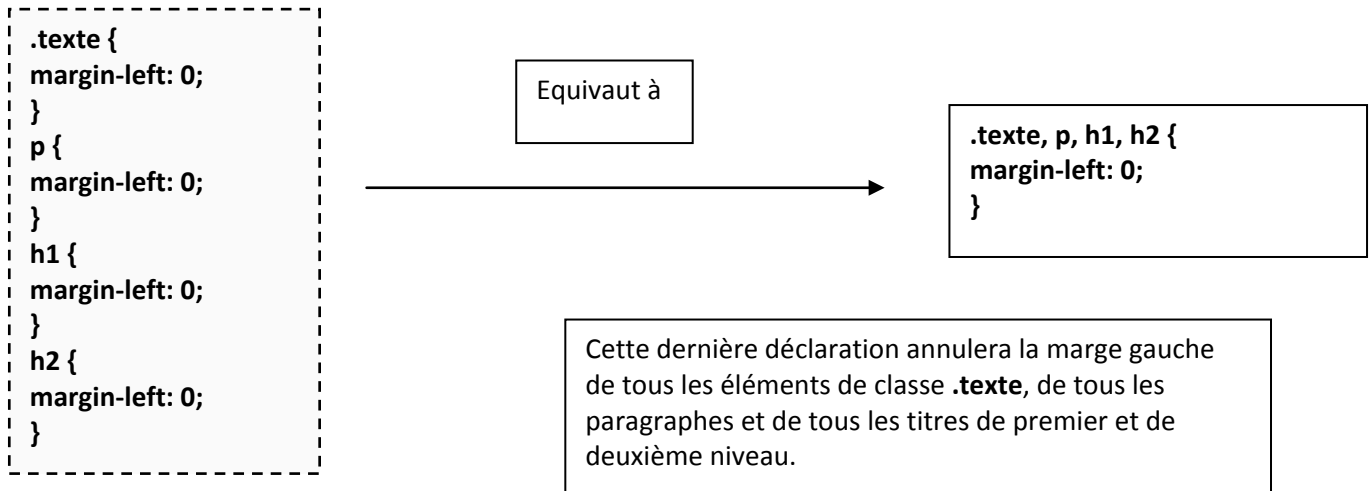 .texte {
margin-left: 0;
}
p {
margin-left: 0;
}
h1 {
margin-left: 0;
}
h2 {
margin-left: 0;
}
Equivaut à
.texte, p, h1, h2 {
margin-left: 0;
}
Cette dernière déclaration annulera la marge gauche
de tous les éléments de classe .texte, de tous les
paragraphes et de tous les titres de premier et de
deuxième niveau.